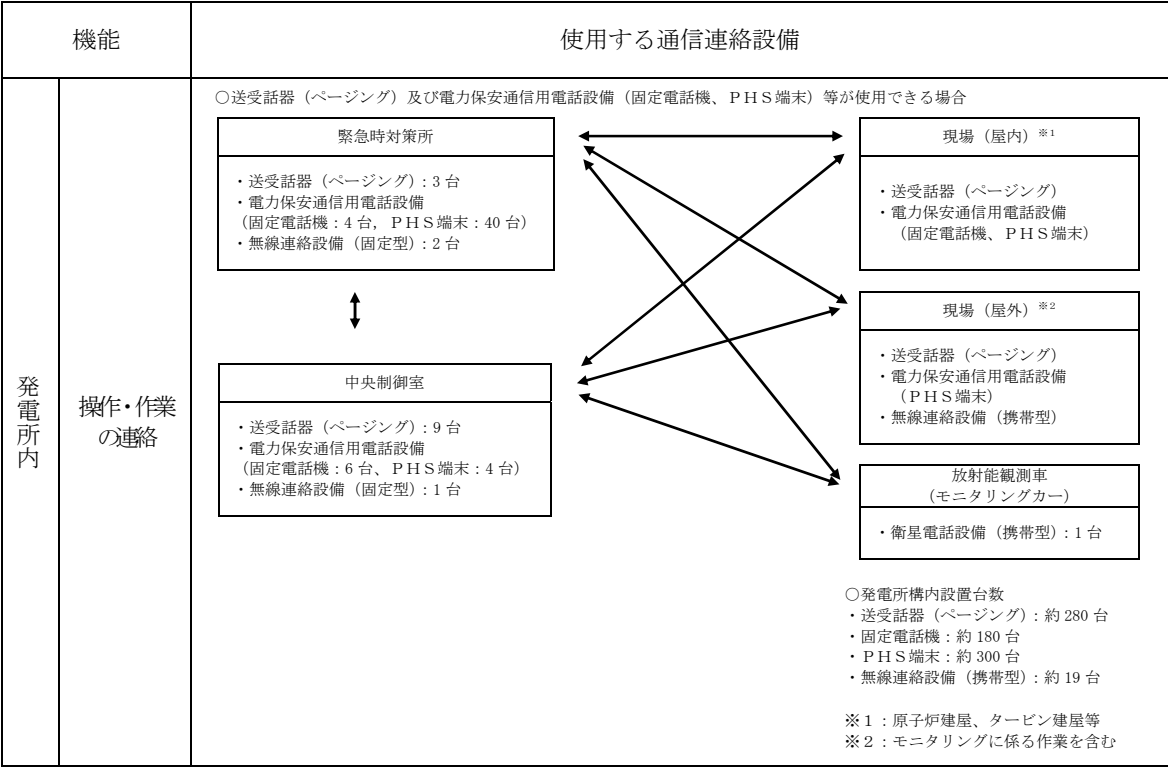 機能
使用する通信連絡設備
発電所内
操作・作業
の連絡
○送受話器（ページング）及び電力保安通信用電話設備（固定電話機、ＰＨＳ端末）等が使用できる場合
緊急時対策所
・送受話器（ページング）：3 台
・電力保安通信用電話設備
（固定電話機：4 台，ＰＨＳ端末：40 台）
・無線連絡設備（固定型）：2 台
中央制御室
・送受話器（ページング）：9 台
・電力保安通信用電話設備
（固定電話機：6 台、ＰＨＳ端末：4 台）
・無線連絡設備（固定型）：1 台
現場（屋内）※1
・送受話器（ページング）
・電力保安通信用電話設備
（固定電話機、ＰＨＳ端末）
現場（屋外）※2
・送受話器（ページング）
・電力保安通信用電話設備
（ＰＨＳ端末）
・無線連絡設備（携帯型）
放射能観測車
（モニタリングカー）
・衛星電話設備（携帯型）：1 台
○発電所構内設置台数
・送受話器（ページング）：約 280 台
・固定電話機：約 180 台
・ＰＨＳ端末：約 300 台
・無線連絡設備（携帯型）：約 19 台
※１：原子炉建屋、タービン建屋等
※２：モニタリングに係る作業を含む